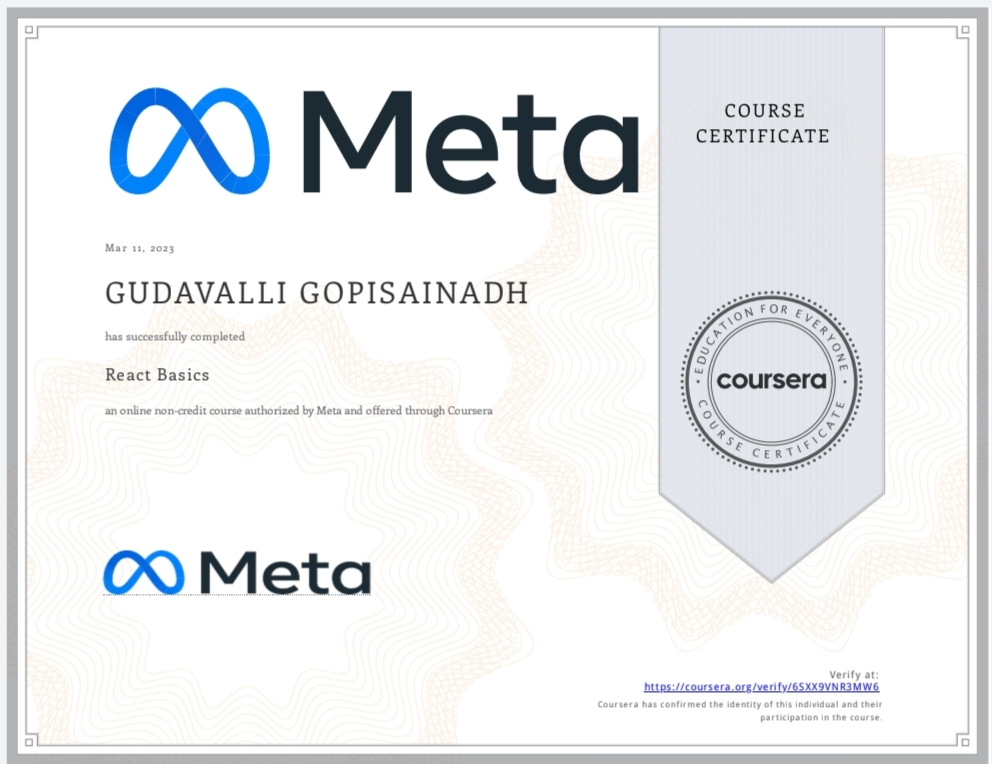 Meta
COURSE
CERTIFICATE
Mar 11, 2023
GUDAVALLI GOPISAINADH
has successfully completed
React Basics
an online non-credit course authorized by Meta and offered through Coursera
EDUCATION FOR EVERYONE
coursera
COURSE CERTIFICATE
Meta
Verify at:
https://coursera.org/verify/6SXX9VNR3MW6
Coursera has confirmed the identity of this individual and their
participation in the course.